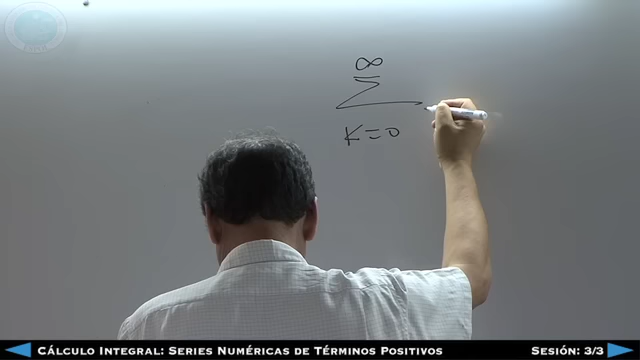 ∞
Σ
K=0
Cálculo Integral: Series Numéricas de Términos Positivos
Sesión: 3/3